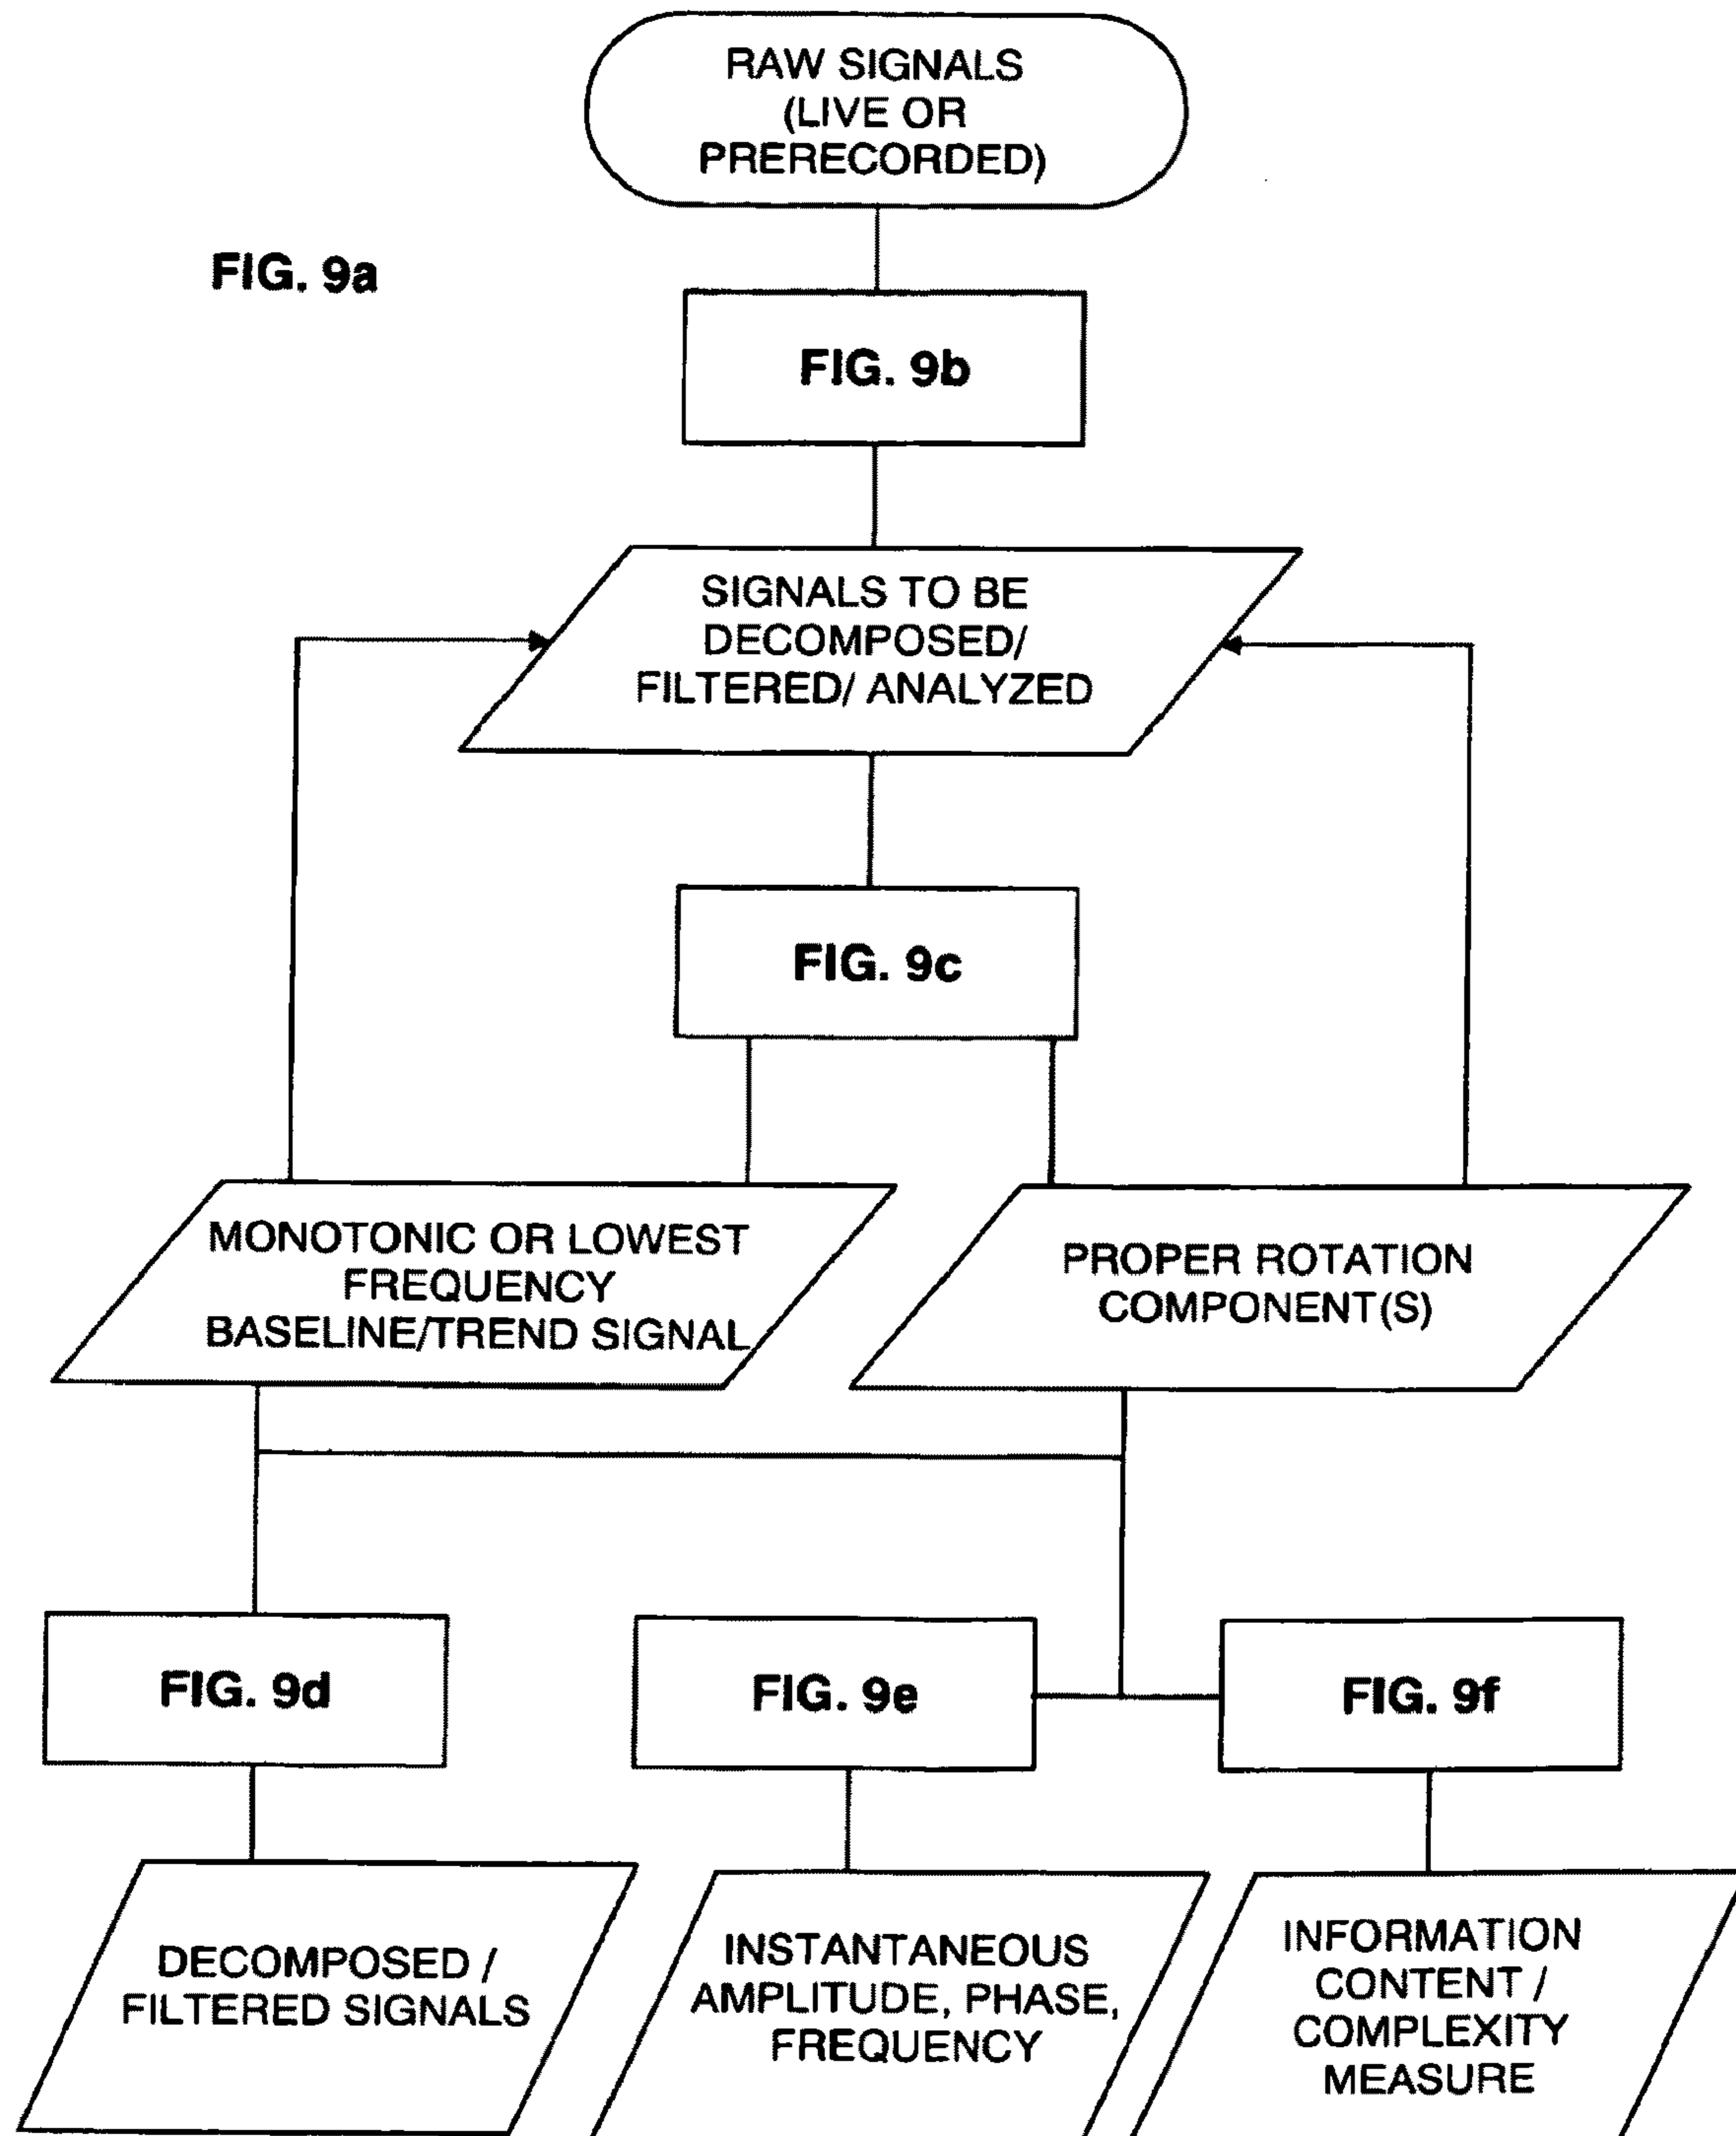 RAW SIGNALS
(LIVE OR
PRERECORDED)
FIG. 9a
FIG. 9b
SIGNALS TO BE
DECOMPOSED/
FILTERED/ ANALYZED
FIG. 9c
MONOTONIC OR LOWEST
FREQUENCY
BASELINE/TREND SIGNAL
PROPER ROTATION
COMPONENT(S)
FIG. 9d
FIG. 9e
FIG. 9f
DECOMPOSED /
FILTERED SIGNALS
INSTANTANEOUS
AMPLITUDE, PHASE,
FREQUENCY
INFORMATION
CONTENT /
COMPLEXITY
MEASURE